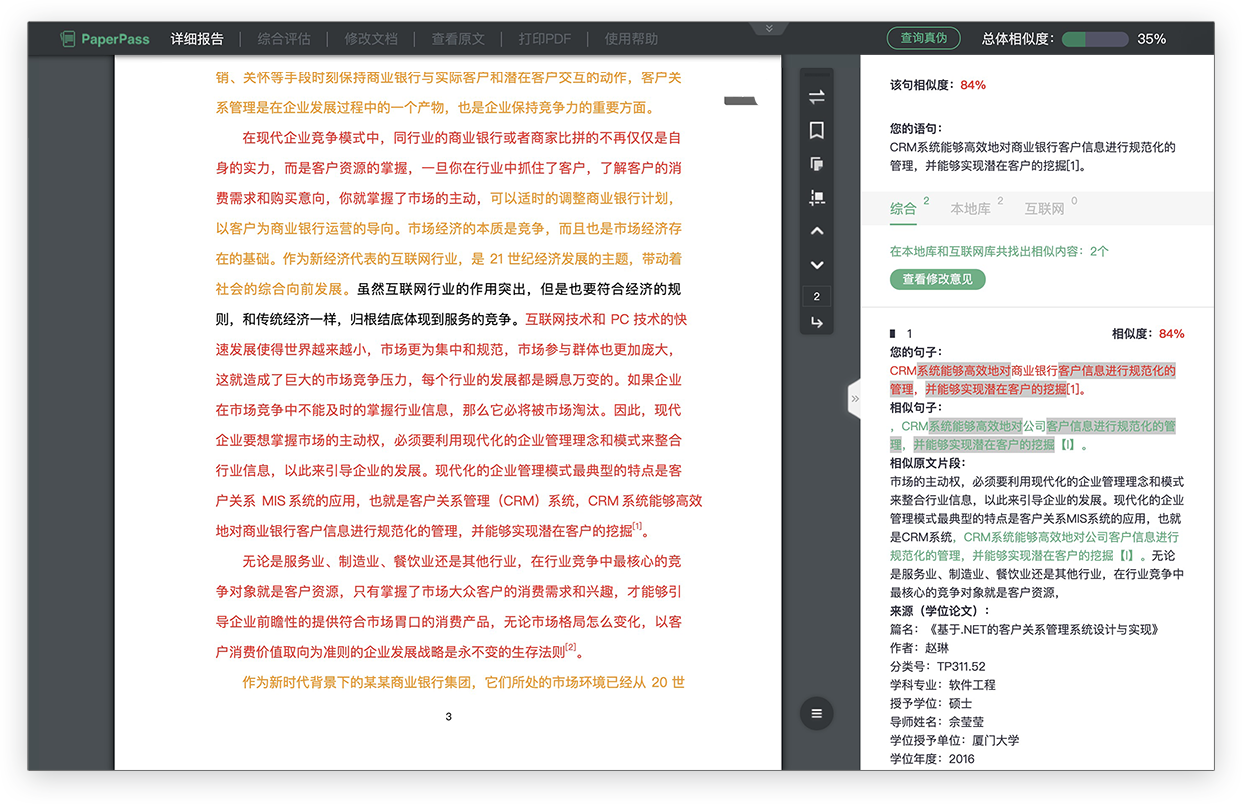 PaperPass 详细报告 综合评估 修改文档 查看原文 打印PDF 使用帮助 查询真伪 总体相似度： 35%
销、关怀等手段时刻保持商业银行与实际客户和潜在客户交互的动作，客户关
系管理是在企业发展过程中的一个产物，也是企业保持竞争力的重要方面。
在现代企业竞争模式中，同行业的商业银行或者商家比拼的不再仅仅是自
身的实力，而是客户资源的掌握，一旦你在行业中抓住了客户，了解客户的消
费需求和购买意向，你就掌握了市场的主动，可以适时的调整商业银行计划，
以客户为商业银行运营的导向。市场经济的本质是竞争，而且也是市场经济存
在的基础。作为新经济代表的互联网行业，是 21 世纪经济发展的主题，带动着
社会的综合向前发展。虽然互联网行业的作用突出，但是也要符合经济的规
则，和传统经济一样，归根结底体现到服务的竞争。互联网技术和 PC 技术的快
速发展使得世界越来越小，市场更为集中和规范，市场参与群体也更加庞大，
这就造成了巨大的市场竞争压力，每个行业的发展都是瞬息万变的。如果企业
在市场竞争中不能及时的掌握行业信息，那么它必将被市场淘汰。因此，现代
企业要想掌握市场的主动权，必须要利用现代化的企业管理理念和模式来整合
行业信息，以此来引导企业的发展。现代化的企业管理模式最典型的特点是客
户关系 MIS 系统的应用，也就是客户关系管理（CRM）系统，CRM 系统能够高效
地对商业银行客户信息进行规范化的管理，并能够实现潜在客户的挖掘[1]。
无论是服务业、制造业、餐饮业还是其他行业，在行业竞争中最核心的竞
争对象就是客户资源，只有掌握了市场大众客户的消费需求和兴趣，才能够引
导企业前瞻性的提供符合市场胃口的消费产品，无论市场格局怎么变化，以客
户消费价值取向为准则的企业发展战略是永不变的生存法则[2]。
作为新时代背景下的某某商业银行集团，它们所处的市场环境已经从 20 世
3
2
该句相似度：84%
您的语句：
CRM系统能够高效地对商业银行客户信息进行规范化的
管理，并能够实现潜在客户的挖掘[1]。
综合 2 本地库 2 互联网 0
在本地库和互联网库共找出相似内容：2个
查看修改意见
1 相似度：84%
您的句子：
CRM系统能够高效地对商业银行客户信息进行规范化的
管理，并能够实现潜在客户的挖掘[1]。
相似句子：
，CRM系统能够高效地对公司客户信息进行规范化的管
理，并能够实现潜在客户的挖掘【l】。
相似原文片段：
市场的主动权，必须要利用现代化的企业管理理念和模式
来整合行业信息，以此来引导企业的发展。现代化的企业
管理模式最典型的特点是客户关系MIS系统的应用，也就
是CRM系统，CRM系统能够高效地对公司客户信息进行
规范化的管理，并能够实现潜在客户的挖掘【l】。无论
是服务业、制造业、餐饮业还是其他行业，在行业竞争中
最核心的竞争对象就是客户资源，
来源（学位论文）：
篇名：《基于.NET的客户关系管理系统设计与实现》
作者：赵琳
分类号：TP311.52
学科专业：软件工程
授予学位：硕士
导师姓名：佘莹莹
学位授予单位：厦门大学
学位年度：2016